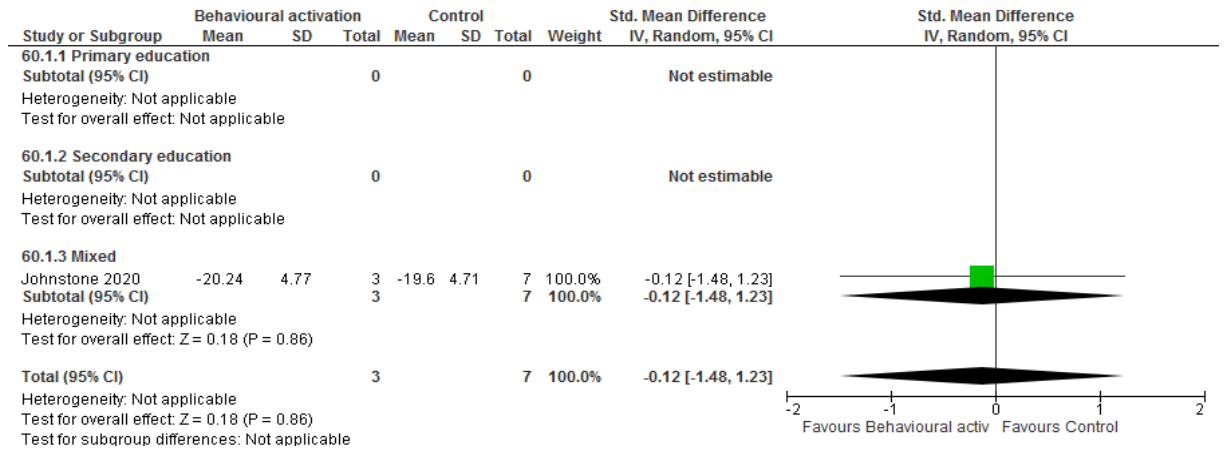 Behavioural activation Control Std. Mean Difference Std. Mean Difference
Study or Subgroup Mean SD Total Mean SD Total Weight IV, Random, 95% CI IV, Random, 95% CI
60.1.1 Primary education
Subtotal (95% CI) 0 0 Not estimable
Heterogeneity: Not applicable
Test for overall effect: Not applicable
60.1.2 Secondary education
Subtotal (95% CI) 0 0 Not estimable
Heterogeneity: Not applicable
Test for overall effect: Not applicable
60.1.3 Mixed
Johnstone 2020 -20.24 4.77 3 -19.6 4.71 7 100.0% -0.12 [-1.48, 1.23]
Subtotal (95% CI) 3 7 100.0% -0.12 [-1.48, 1.23]
Heterogeneity: Not applicable
Test for overall effect: Z = 0.18 (P = 0.86)
Total (95% CI) 3 7 100.0% -0.12 [-1.48, 1.23]
Heterogeneity: Not applicable
Test for overall effect: Z = 0.18 (P = 0.86)
Test for subgroup differences: Not applicable
-2 -1 0 1 2
Favours Behavioural activ Favours Control